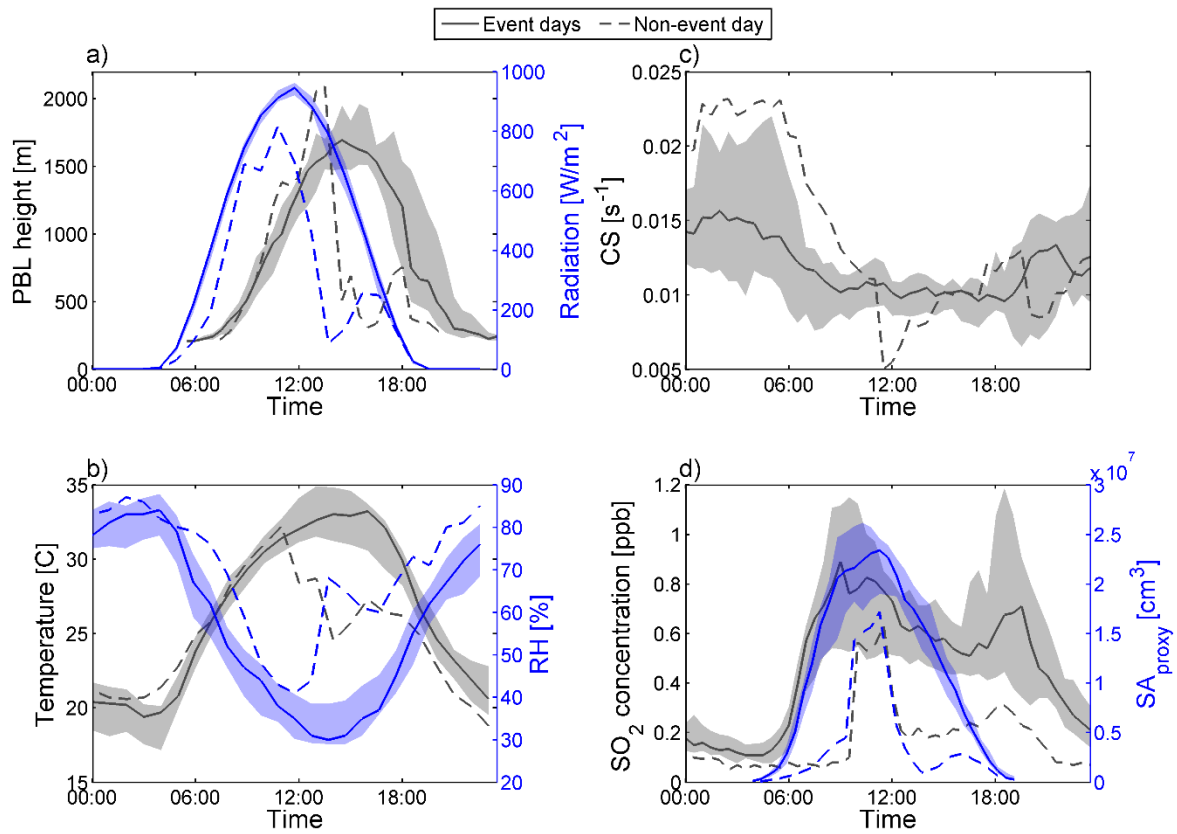 Event days Non-event day
a)
PBL height [m]
2000
1500
1000
500
0
1000
800
600
400
200
0
Radiation [W/m²]
00:00 06:00 12:00 18:00
Time
c)
CS [s⁻¹]
0.025
0.02
0.015
0.01
0.005
00:00 06:00 12:00 18:00
Time
b)
Temperature [C]
35
30
25
20
15
90
80
70
60
50
40
30
20
RH [%]
00:00 06:00 12:00 18:00
Time
d)
SO₂ concentration [ppb]
1.2
1
0.8
0.6
0.4
0.2
0
x 10⁷
3
2.5
2
1.5
1
0.5
0
SAproxy [cm³]
00:00 06:00 12:00 18:00
Time